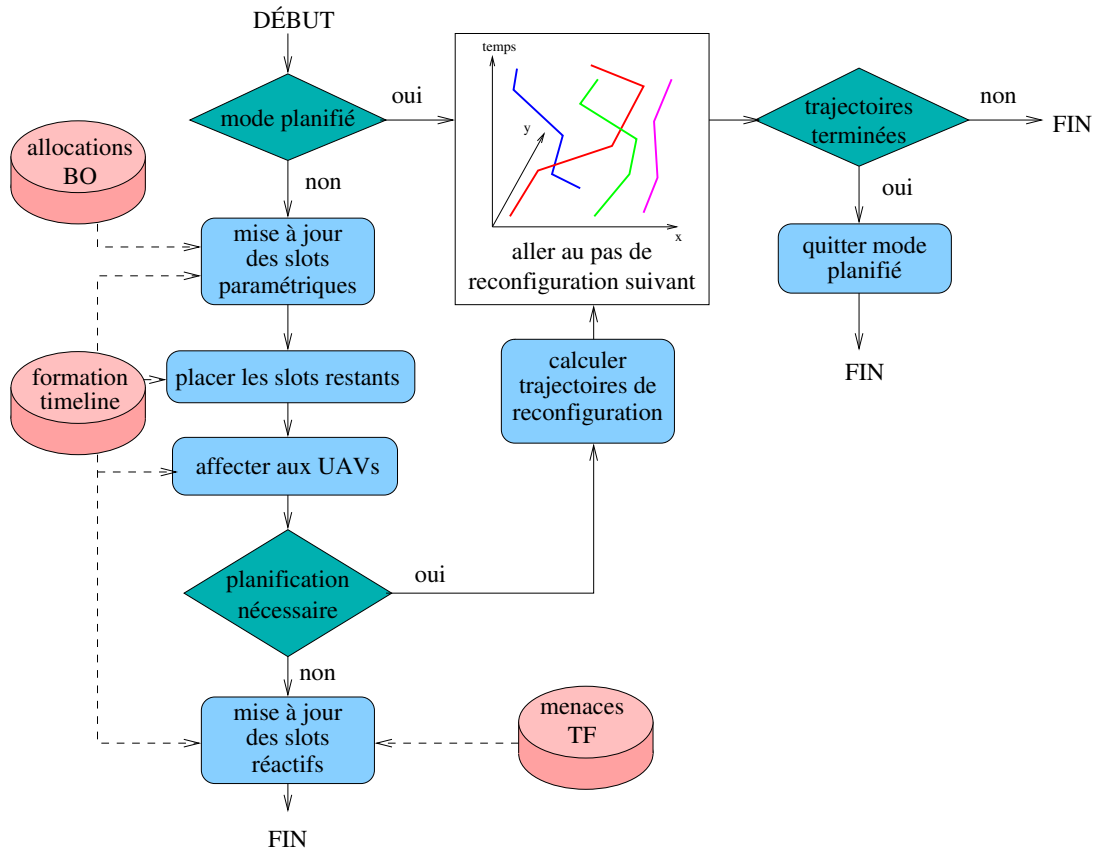 DÉBUT
mode planifié
oui
non
allocations
BO
mise à jour
des slots
paramétriques
formation
timeline
placer les slots restants
affecter aux UAVs
planification
nécessaire
oui
non
mise à jour
des slots
réactifs
FIN
menaces
TF
calculer
trajectoires de
reconfiguration
temps
y
x
aller au pas de
reconfiguration suivant
trajectoires
terminées
non
FIN
oui
quitter mode
planifié
FIN